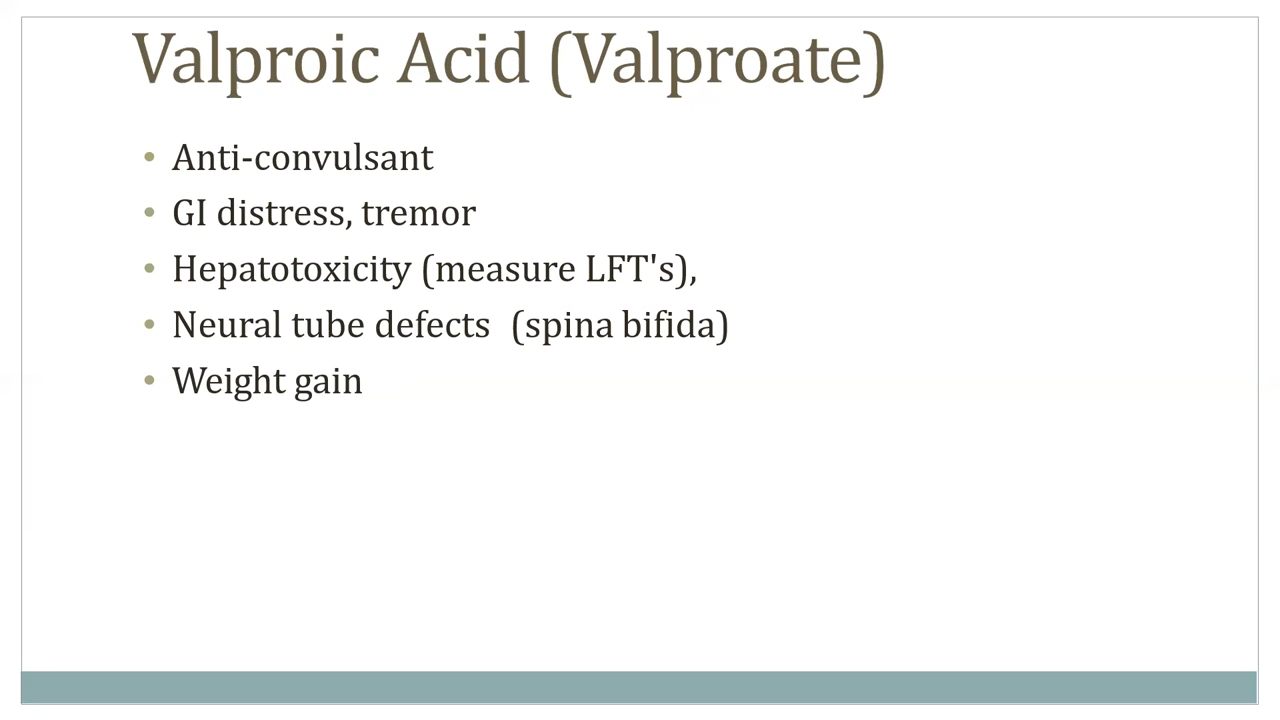 Valproic Acid (Valproate)
• Anti-convulsant
• GI distress, tremor
• Hepatotoxicity (measure LFT's),
• Neural tube defects  (spina bifida)
• Weight gain